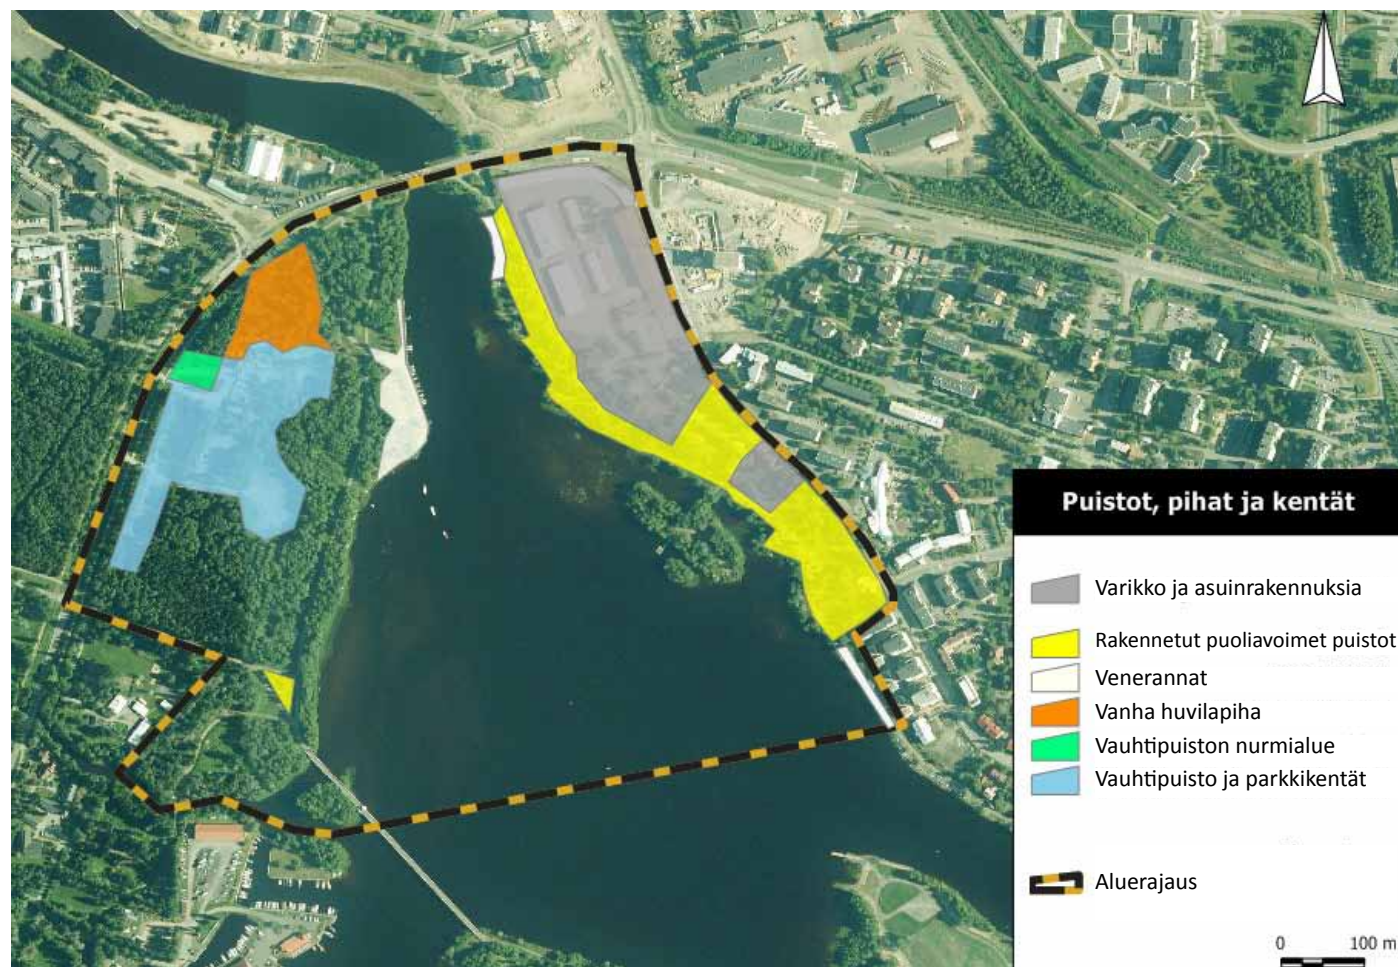 Puistot, pihat ja kentät
Varikko ja asuinrakennuksia
Rakennetut puoliavoimet puistot
Venerannat
Vanha huvilapiha
Vauhtipuiston nurmialue
Vauhtipuisto ja parkkikentät
Aluerajaus
0 100 m